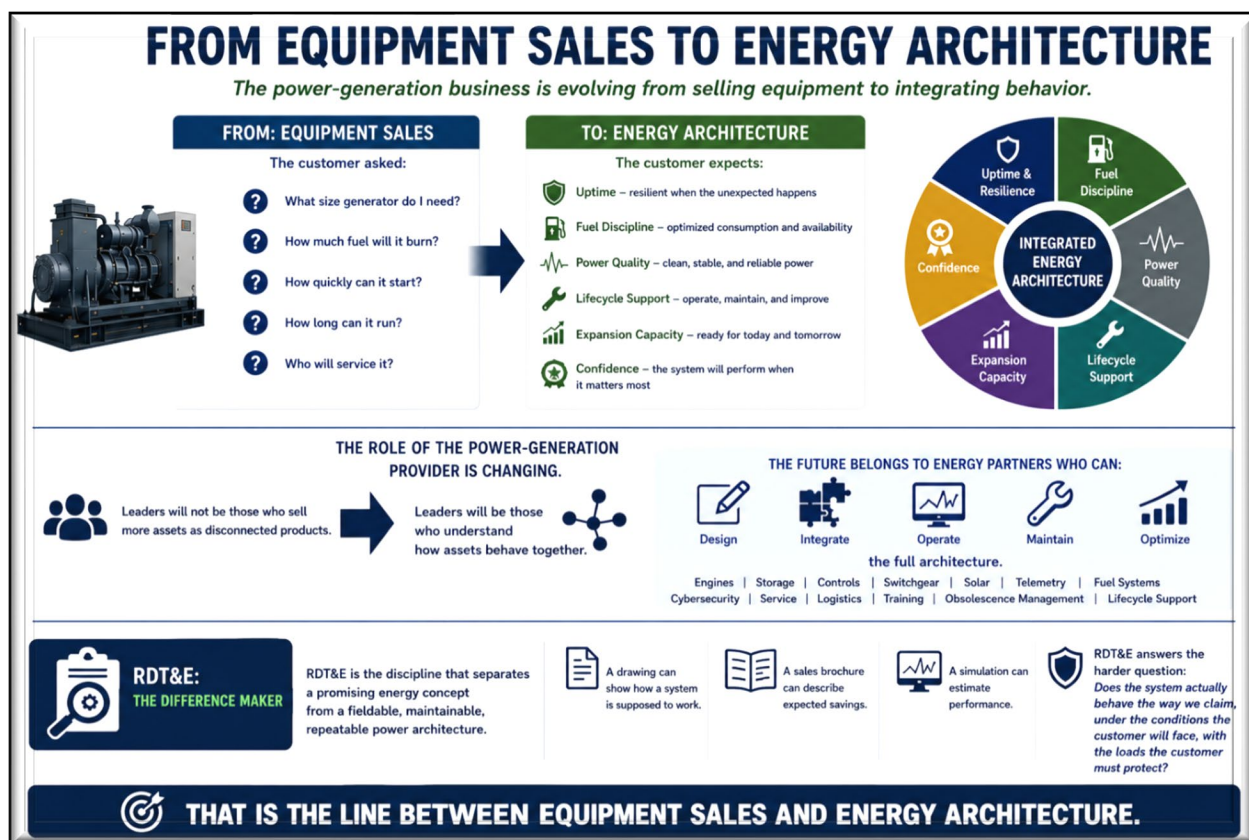 FROM EQUIPMENT SALES TO ENERGY ARCHITECTURE
The power-generation business is evolving from selling equipment to integrating behavior.
FROM: EQUIPMENT SALES
The customer asked:
? What size generator do I need?
? How much fuel will it burn?
? How quickly can it start?
? How long can it run?
? Who will service it?
TO: ENERGY ARCHITECTURE
The customer expects:
Uptime – resilient when the unexpected happens
Fuel Discipline – optimized consumption and availability
Power Quality – clean, stable, and reliable power
Lifecycle Support – operate, maintain, and improve
Expansion Capacity – ready for today and tomorrow
Confidence – the system will perform when
it matters most
Uptime &
Resilience
Fuel
Discipline
Power
Quality
Lifecycle
Support
Expansion
Capacity
Confidence
INTEGRATED
ENERGY
ARCHITECTURE
THE ROLE OF THE POWER-GENERATION
PROVIDER IS CHANGING.
Leaders will not be those who sell
more assets as disconnected products.
Leaders will be those
who understand
how assets behave together.
THE FUTURE BELONGS TO ENERGY PARTNERS WHO CAN:
Design
Integrate
Operate
Maintain
Optimize
the full architecture.
Engines | Storage | Controls | Switchgear | Solar | Telemetry | Fuel Systems
Cybersecurity | Service | Logistics | Training | Obsolescence Management | Lifecycle Support
RDT&E:
THE DIFFERENCE MAKER
RDT&E is the discipline that separates
a promising energy concept
from a fieldable, maintainable,
repeatable power architecture.
A drawing can
show how a system
is supposed to work.
A sales brochure
can describe
expected savings.
A simulation can
estimate
performance.
RDT&E answers the
harder question:
Does the system actually
behave the way we claim,
under the conditions the
customer will face, with
the loads the customer
must protect?
THAT IS THE LINE BETWEEN EQUIPMENT SALES AND ENERGY ARCHITECTURE.